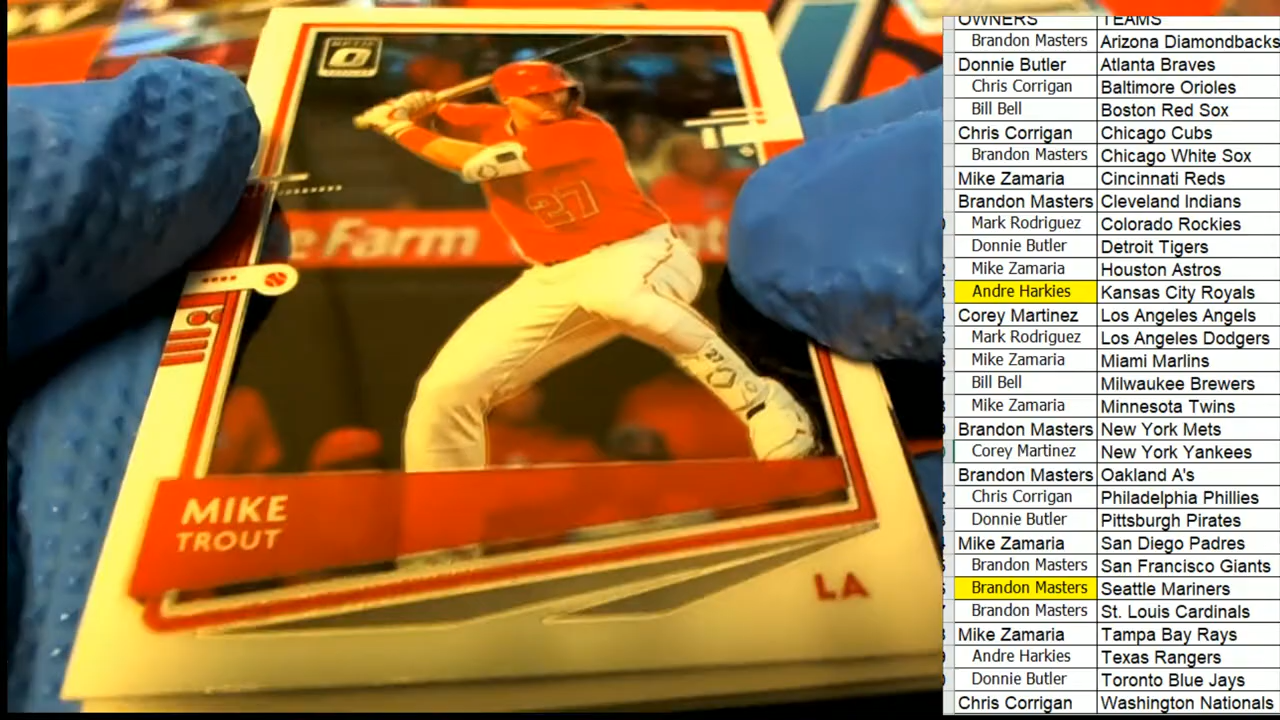 27
e Farm
27
MIKE
TROUT
LA
OWNERS TEAMS
Brandon Masters Arizona Diamondbacks
Donnie Butler Atlanta Braves
Chris Corrigan Baltimore Orioles
Bill Bell Boston Red Sox
Chris Corrigan Chicago Cubs
Brandon Masters Chicago White Sox
Mike Zamaria Cincinnati Reds
Brandon Masters Cleveland Indians
Mark Rodriguez Colorado Rockies
Donnie Butler Detroit Tigers
Mike Zamaria Houston Astros
Andre Harkies Kansas City Royals
Corey Martinez Los Angeles Angels
Mark Rodriguez Los Angeles Dodgers
Mike Zamaria Miami Marlins
Bill Bell Milwaukee Brewers
Mike Zamaria Minnesota Twins
Brandon Masters New York Mets
Corey Martinez New York Yankees
Brandon Masters Oakland A's
Chris Corrigan Philadelphia Phillies
Donnie Butler Pittsburgh Pirates
Mike Zamaria San Diego Padres
Brandon Masters San Francisco Giants
Brandon Masters Seattle Mariners
Brandon Masters St. Louis Cardinals
Mike Zamaria Tampa Bay Rays
Andre Harkies Texas Rangers
Donnie Butler Toronto Blue Jays
Chris Corrigan Washington Nationals